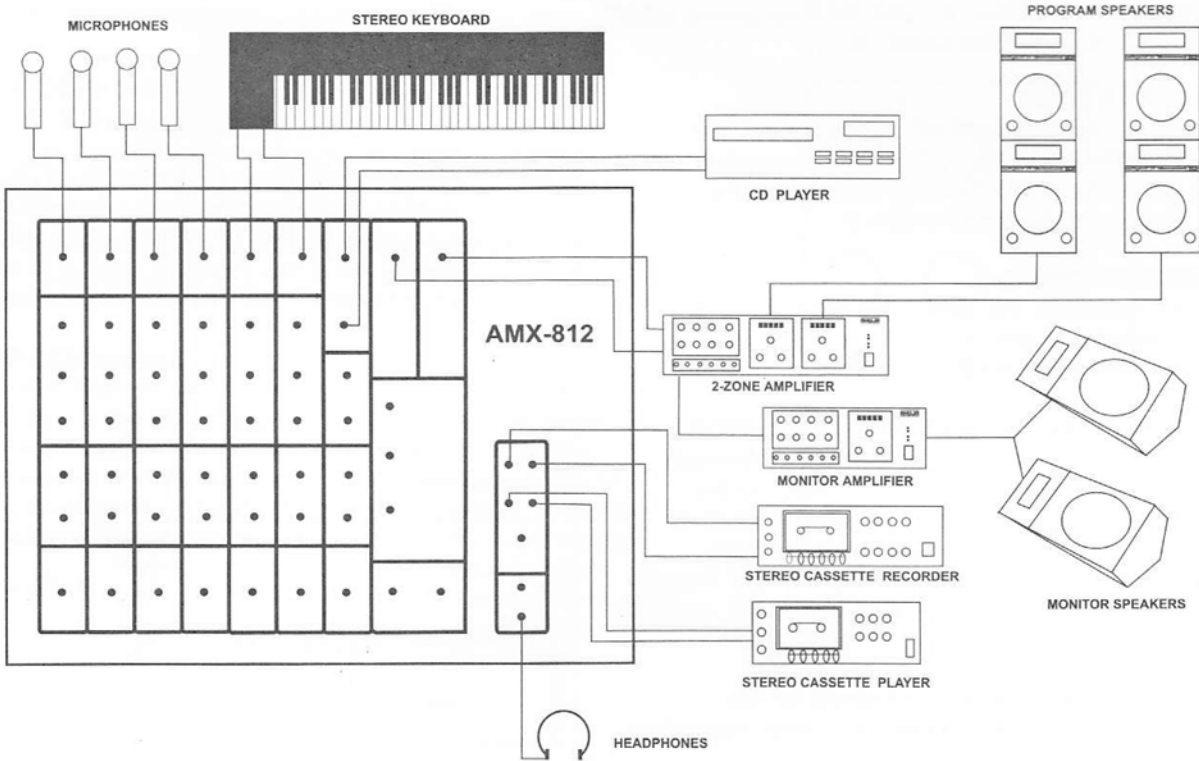 MICROPHONES
STEREO KEYBOARD
PROGRAM SPEAKERS
CD PLAYER
AMX-812
2-ZONE AMPLIFIER
MONITOR AMPLIFIER
STEREO CASSETTE RECORDER
MONITOR SPEAKERS
STEREO CASSETTE PLAYER
HEADPHONES